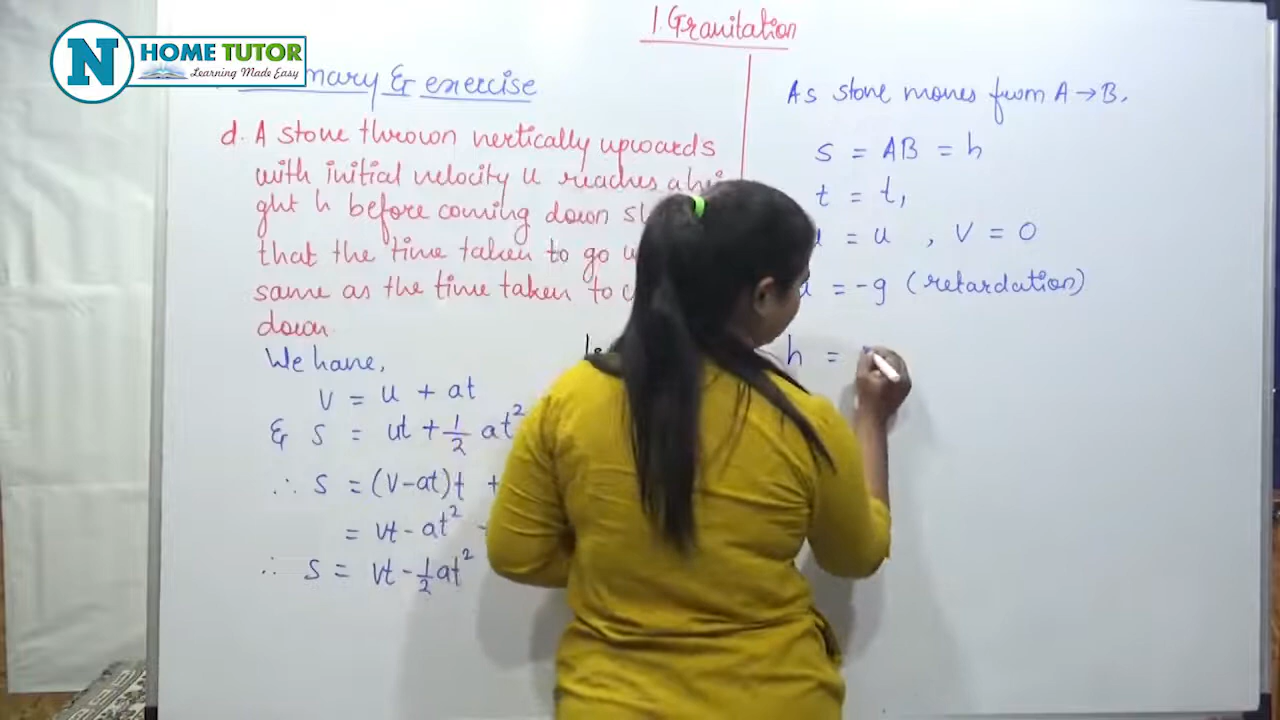 N HOME TUTOR
Learning Made Easy
1. Gravitation
& exercise
d. A stone thrown vertically upwards
with initial velocity u reaches a hei
ght h before coming down
that the time taken to go
same as the time taken to
down.
We have,
v = u + at
& s = ut + 1/2 at²
∴ s = (v-at)t +
= vt - at² -
∴ s = vt - 1/2 at²
As stone moves from A → B.
s = AB = h
t = t₁
= u , v = 0
= -g (retardation)
h =